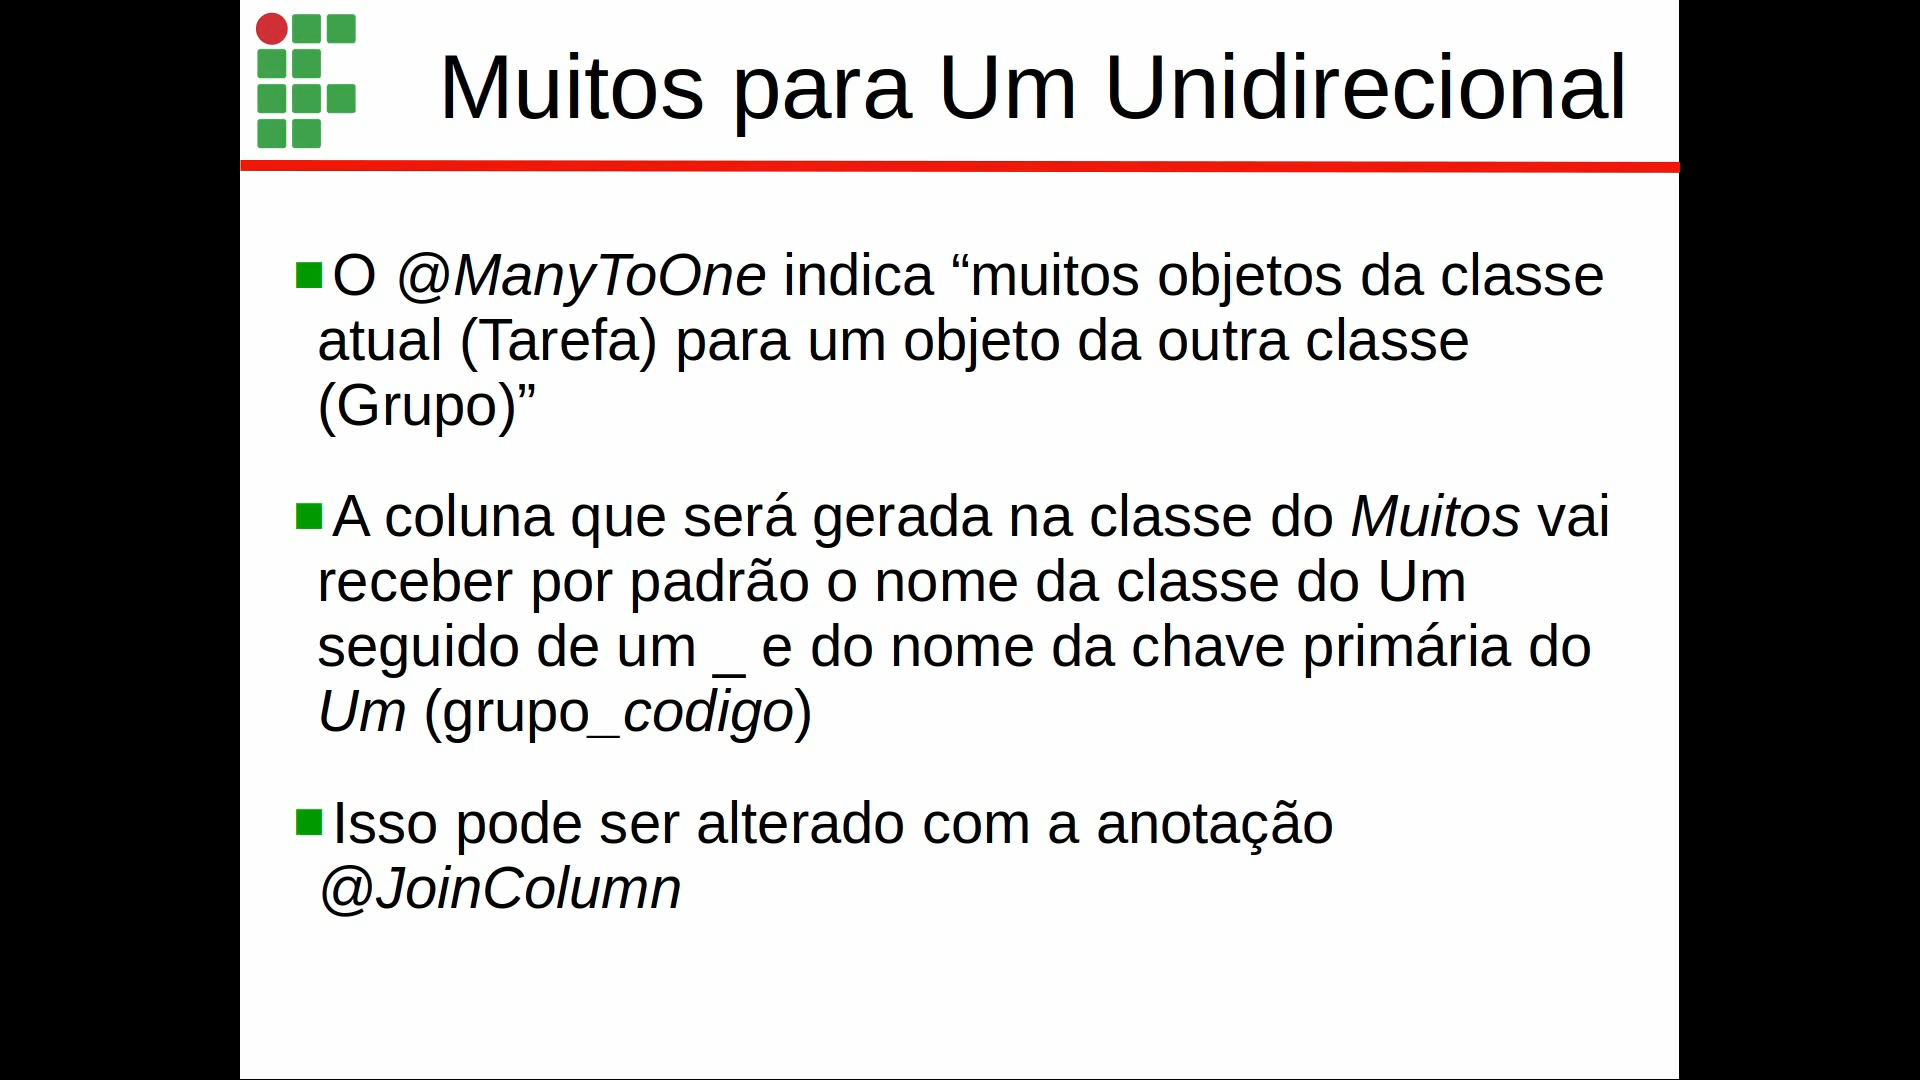 Muitos para Um Unidirecional
O @ManyToOne indica “muitos objetos da classe
atual (Tarefa) para um objeto da outra classe
(Grupo)”
A coluna que será gerada na classe do Muitos vai
receber por padrão o nome da classe do Um
seguido de um _ e do nome da chave primária do
Um (grupo_codigo)
Isso pode ser alterado com a anotação
@JoinColumn